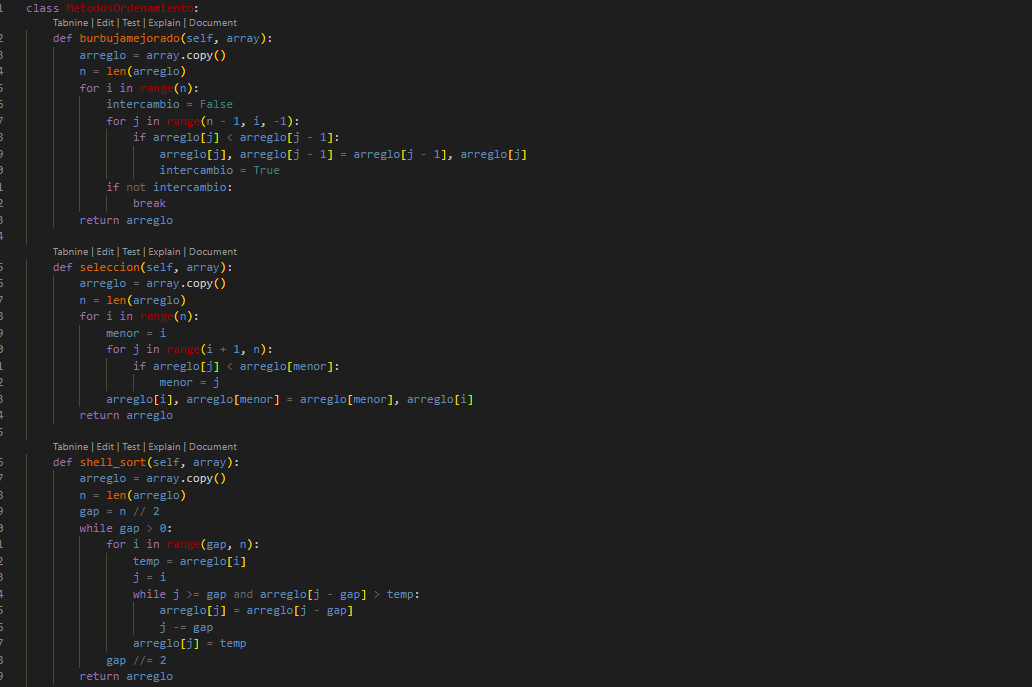 1 class MetodosOrdenamiento:
Tabnine | Edit | Test | Explain | Document
2 def burbujamejorado(self, array):
3 arreglo = array.copy()
4 n = len(arreglo)
5 for i in range(n):
6 intercambio = False
7 for j in range(n - 1, i, -1):
8 if arreglo[j] < arreglo[j - 1]:
9 arreglo[j], arreglo[j - 1] = arreglo[j - 1], arreglo[j]
0 intercambio = True
1 if not intercambio:
2 break
3 return arreglo
4
Tabnine | Edit | Test | Explain | Document
5 def seleccion(self, array):
6 arreglo = array.copy()
7 n = len(arreglo)
8 for i in range(n):
9 menor = i
0 for j in range(i + 1, n):
1 if arreglo[j] < arreglo[menor]:
2 menor = j
3 arreglo[i], arreglo[menor] = arreglo[menor], arreglo[i]
4 return arreglo
5
Tabnine | Edit | Test | Explain | Document
6 def shell_sort(self, array):
7 arreglo = array.copy()
8 n = len(arreglo)
9 gap = n // 2
0 while gap > 0:
1 for i in range(gap, n):
2 temp = arreglo[i]
3 j = i
4 while j >= gap and arreglo[j - gap] > temp:
5 arreglo[j] = arreglo[j - gap]
6 j -= gap
7 arreglo[j] = temp
8 gap //= 2
9 return arreglo